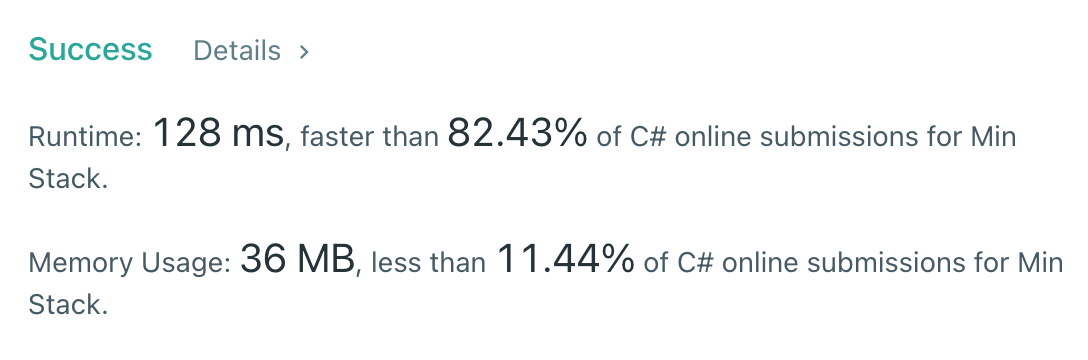 Success Details >
Runtime: 128 ms, faster than 82.43% of C# online submissions for Min
Stack.
Memory Usage: 36 MB, less than 11.44% of C# online submissions for Min
Stack.